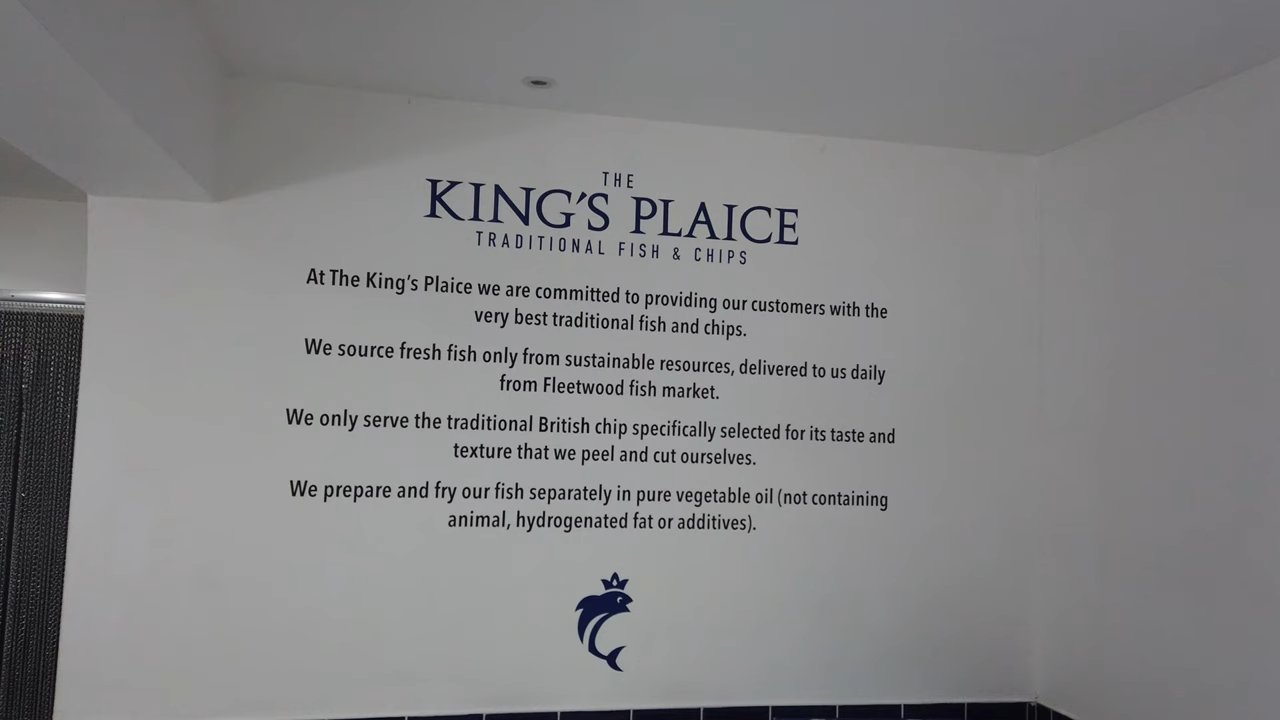 THE
KING'S PLAICE
TRADITIONAL FISH & CHIPS
At The King's Plaice we are committed to providing our customers with the
very best traditional fish and chips.
We source fresh fish only from sustainable resources, delivered to us daily
from Fleetwood fish market.
We only serve the traditional British chip specifically selected for its taste and
texture that we peel and cut ourselves.
We prepare and fry our fish separately in pure vegetable oil (not containing
animal, hydrogenated fat or additives).